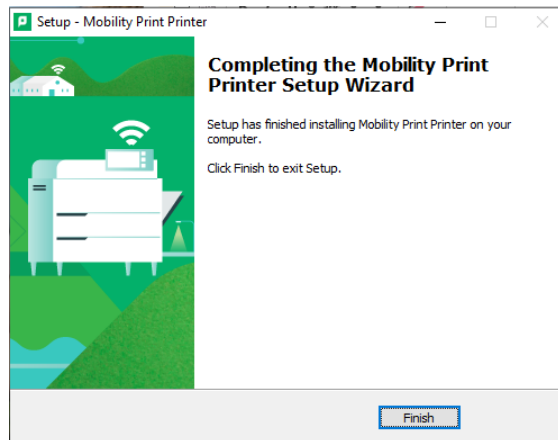 Setup - Mobility Print Printer
Completing the Mobility Print
Printer Setup Wizard
Setup has finished installing Mobility Print Printer on your
computer.
Click Finish to exit Setup.
Finish